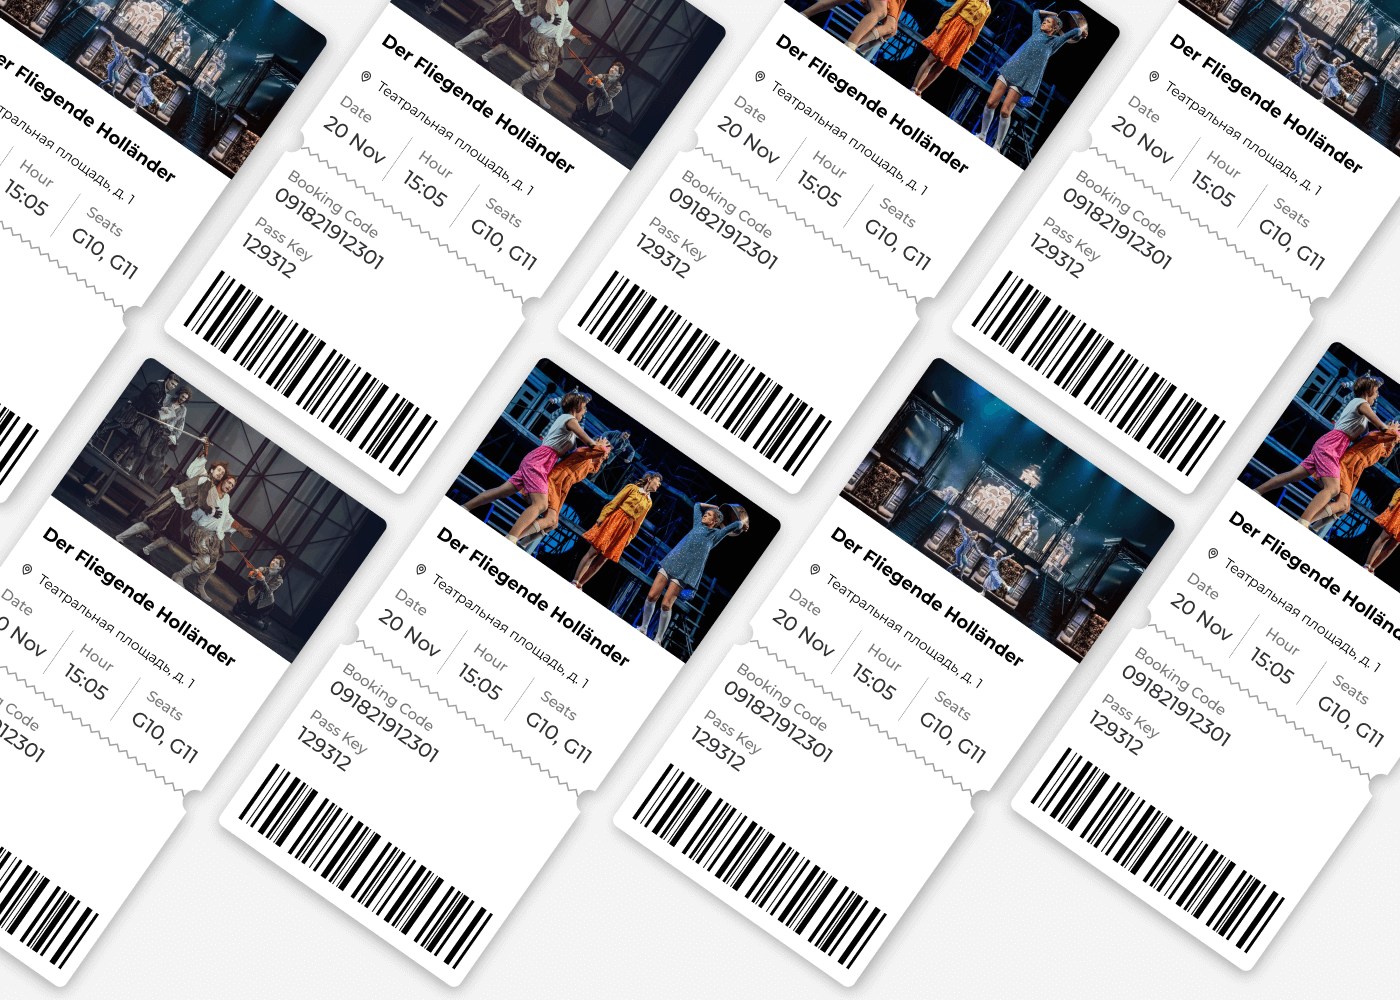 er Fliegende Holländer
тральная площадь, д. 1
Hour
15:05
Seats
G10, G11
Der Fliegende Holländer
Театральная площадь, д. 1
Date
20 Nov
Hour
15:05
Seats
G10, G11
Booking Code
091821912301
Pass Key
129312
Der Fliegende Holländer
Театральная площадь, д. 1
Date
20 Nov
Hour
15:05
Seats
G10, G11
Booking Code
091821912301
Pass Key
129312
Der Fliegende Holländer
Театральная площадь, д. 1
Date
20 Nov
Hour
15:05
Seats
G10, G11
Booking Code
091821912301
Pass Key
129312
Der Fliegende Holländer
Театральная площадь, д. 1
Date
0 Nov
Hour
15:05
Seats
G10, G11
g Code
912301
Der Fliegende Holländer
Театральная площадь, д. 1
Date
20 Nov
Hour
15:05
Seats
G10, G11
Booking Code
091821912301
Pass Key
129312
Der Fliegende Holländer
Театральная площадь, д. 1
Date
20 Nov
Hour
15:05
Seats
G10, G11
Booking Code
091821912301
Pass Key
129312
Der Fliegende Holländ
Театральная площадь, д. 1
Date
20 Nov
Hour
15:05
Seats
G10, G11
Booking Code
091821912301
Pass Key
129312